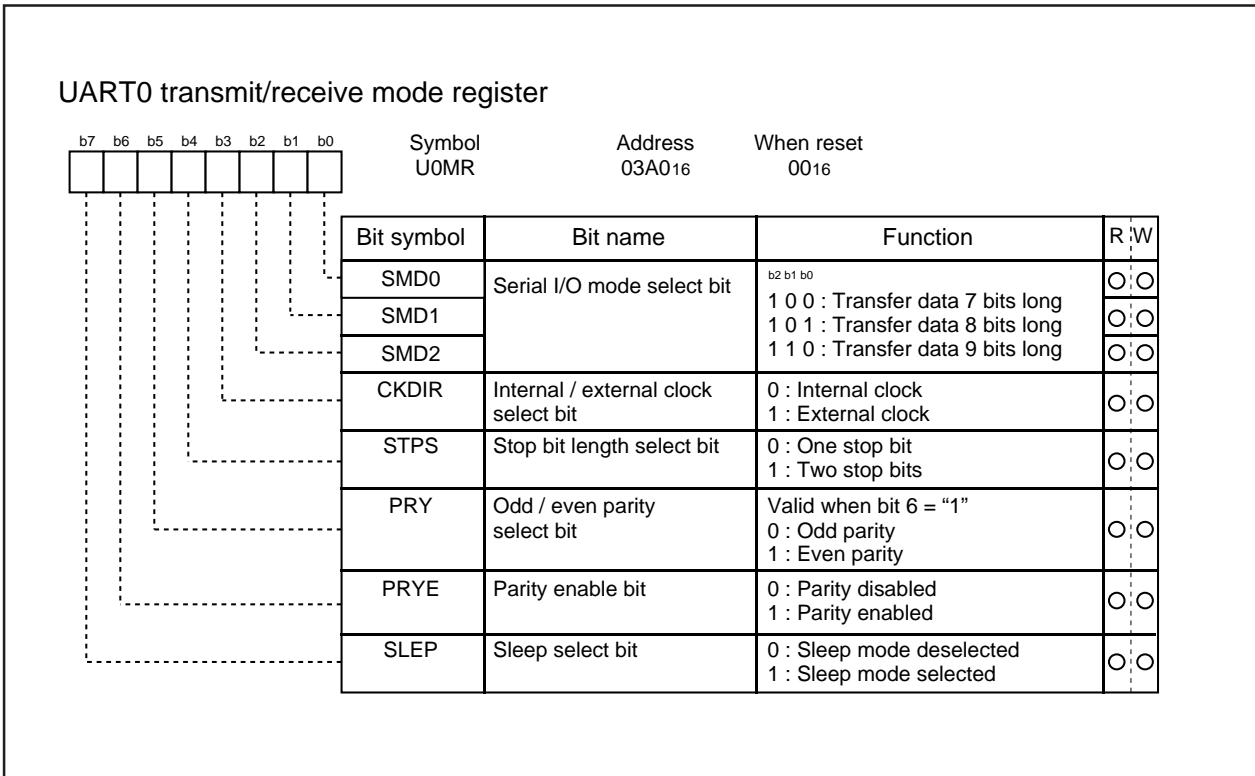 UART0 transmit/receive mode register
b7 b6 b5 b4 b3 b2 b1 b0
Symbol Address When reset
U0MR 03A016 0016
Bit symbol Bit name Function R W
SMD0 Serial I/O mode select bit
b2 b1 b0
1 0 0 : Transfer data 7 bits long
SMD1
1 0 1 : Transfer data 8 bits long
SMD2
1 1 0 : Transfer data 9 bits long
CKDIR Internal / external clock 0 : Internal clock
select bit 1 : External clock
STPS Stop bit length select bit 0 : One stop bit
1 : Two stop bits
PRY Odd / even parity Valid when bit 6 = “1”
select bit 0 : Odd parity
1 : Even parity
PRYE Parity enable bit 0 : Parity disabled
1 : Parity enabled
SLEP Sleep select bit 0 : Sleep mode deselected
1 : Sleep mode selected